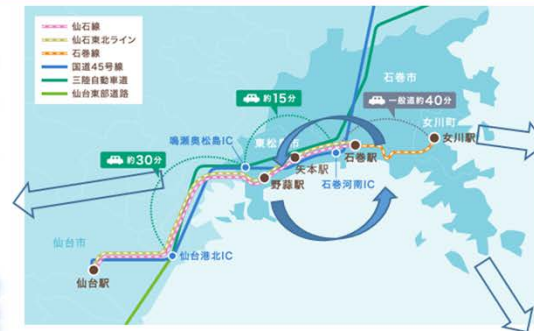 仙石線
仙石東北ライン
石巻線
国道45号線
三陸自動車道
仙台東部道路
石巻市
約15分
一般道約40分
女川町
女川駅
鳴瀬奥松島IC
東松島市
石巻駅
矢本駅
約30分
野蒜駅
石巻河南IC
仙台市
仙台港北IC
仙台駅